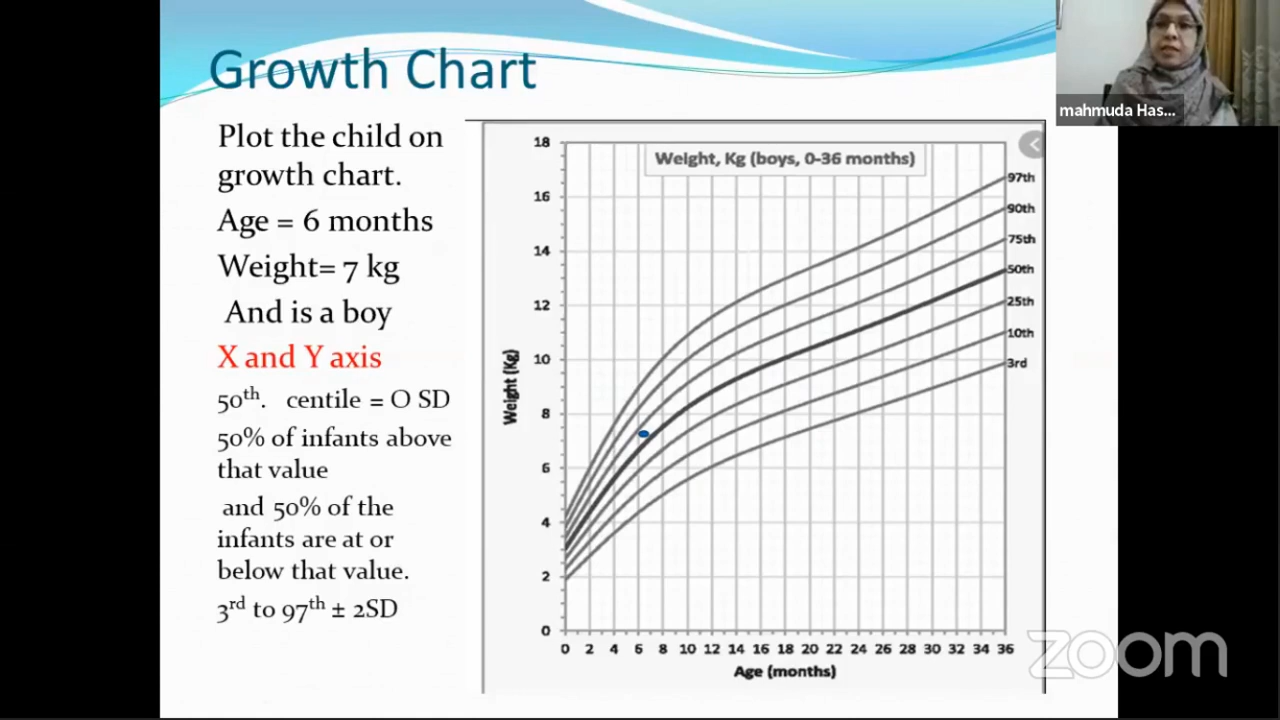 Growth Chart
mahmuda Has...
Plot the child on
growth chart.
Age = 6 months
Weight= 7 kg
And is a boy
X and Y axis
50th. centile = O SD
50% of infants above
that value
and 50% of the
infants are at or
below that value.
3rd to 97th ± 2SD
Weight, Kg (boys, 0-36 months)
18
16
14
12
10
8
6
4
2
0
Weight (Kg)
97th
90th
75th
50th
25th
10th
3rd
0 2 4 6 8 10 12 14 16 18 20 22 24 26 28 30 32 34 36
Age (months)
zoom